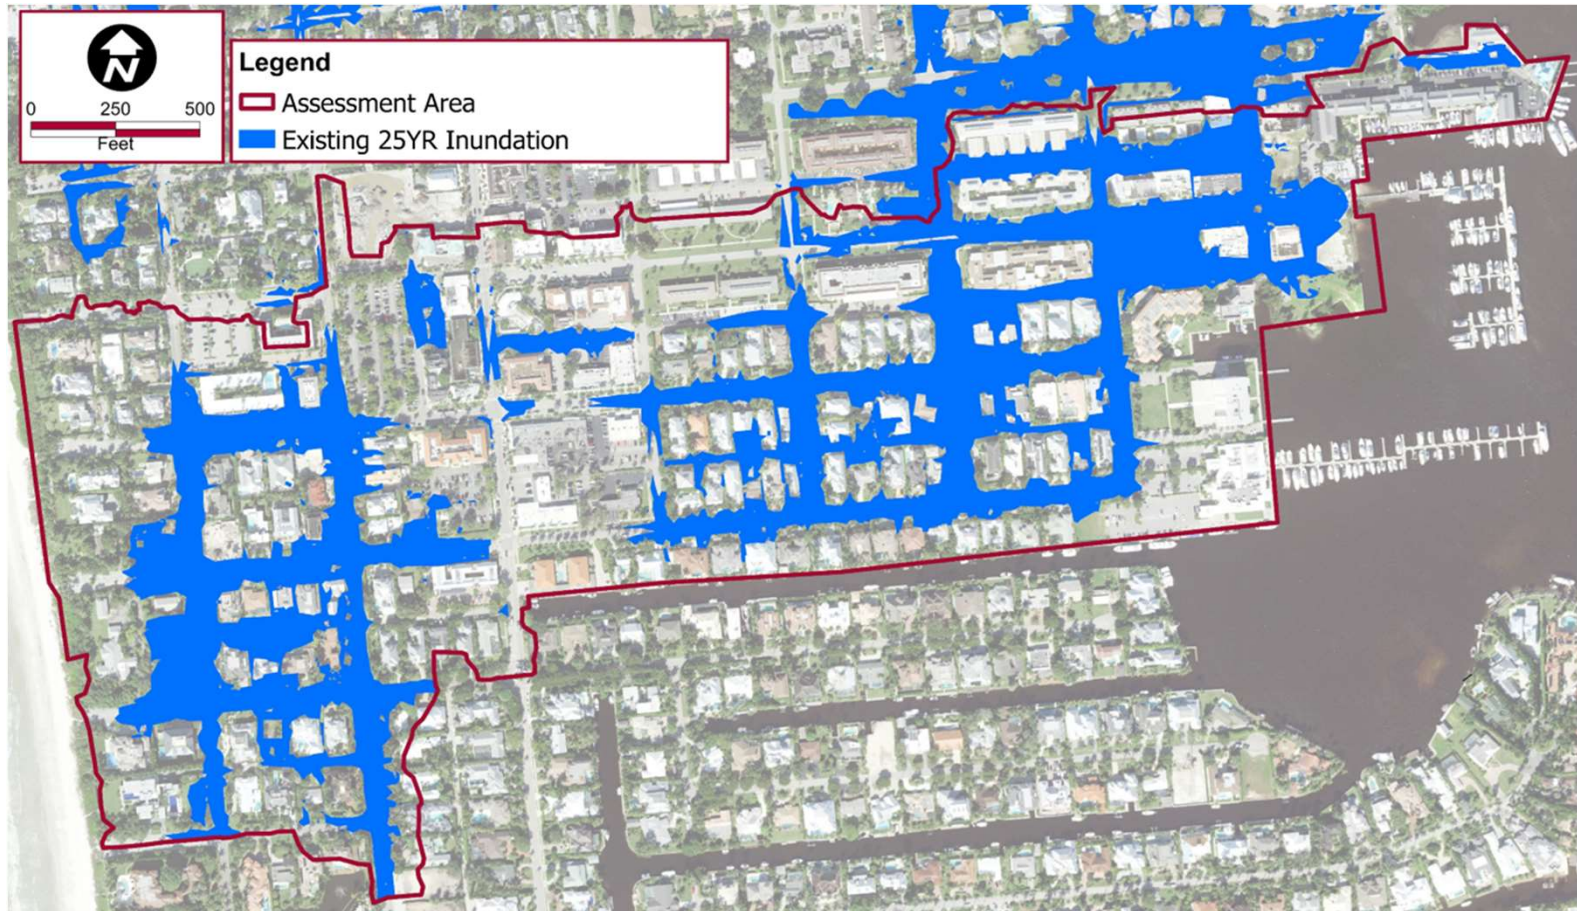 N
0 250 500
Feet
Legend
Assessment Area
Existing 25YR Inundation